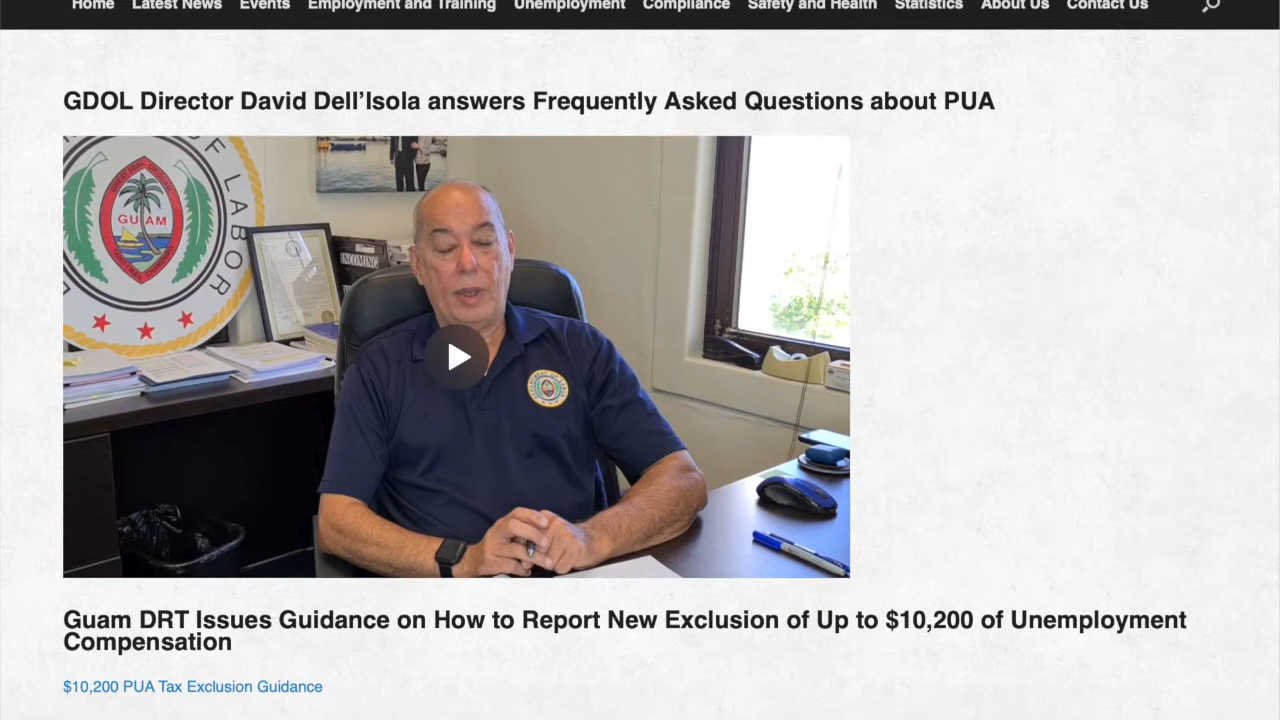 Home Latest News Events Employment and Training Unemployment Compliance Safety and Health Statistics About Us Contact Us
GDOL Director David Dell’Isola answers Frequently Asked Questions about PUA
OF LABOR
GUAM
INCOMING
Guam DRT Issues Guidance on How to Report New Exclusion of Up to $10,200 of Unemployment
Compensation
$10,200 PUA Tax Exclusion Guidance